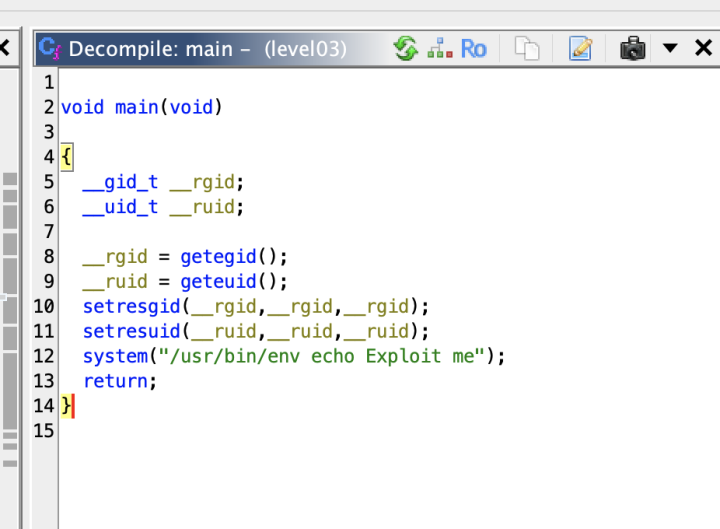 Decompile: main – (level03)
Ro
1
2 void main(void)
3
4 {
5   __gid_t __rgid;
6   __uid_t __ruid;
7
8   __rgid = getegid();
9   __ruid = geteuid();
10   setresgid(__rgid,__rgid,__rgid);
11   setresuid(__ruid,__ruid,__ruid);
12   system("/usr/bin/env echo Exploit me");
13   return;
14 }
15